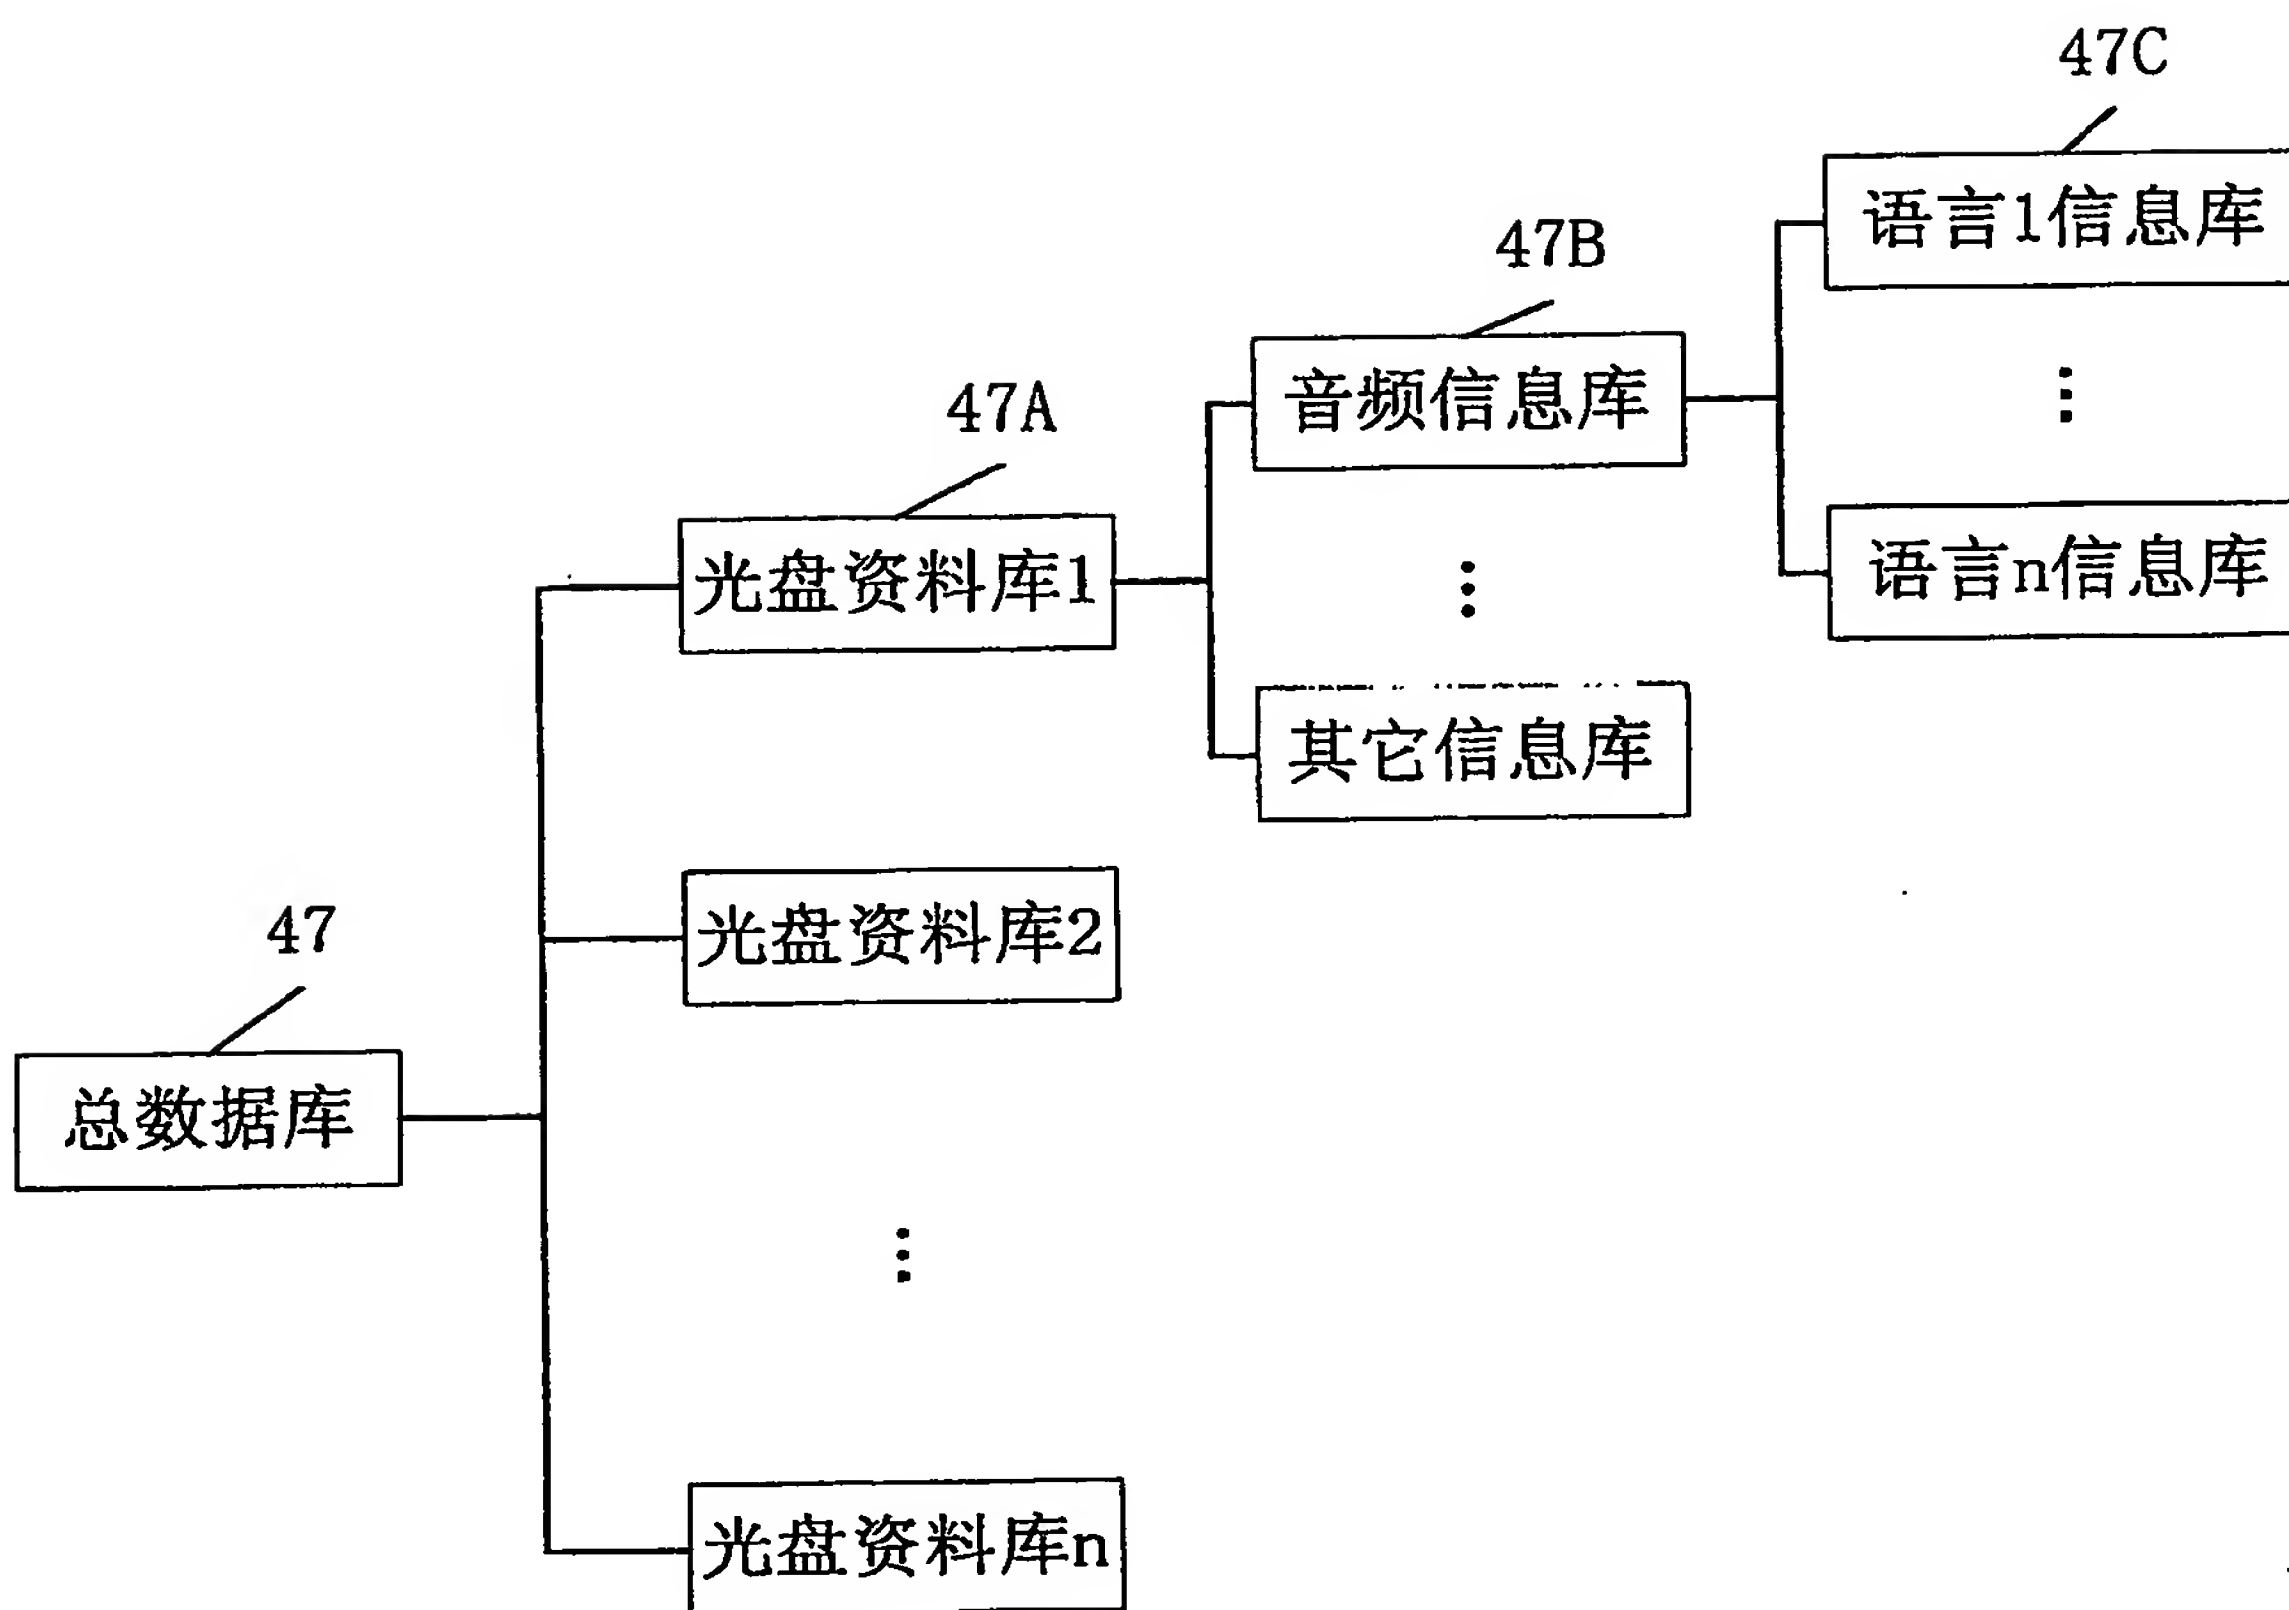 47C
语言1信息库
47B
音频信息库
47A
语言n信息库
光盘资料库1
其它信息库
47
光盘资料库2
总数据库
光盘资料库n